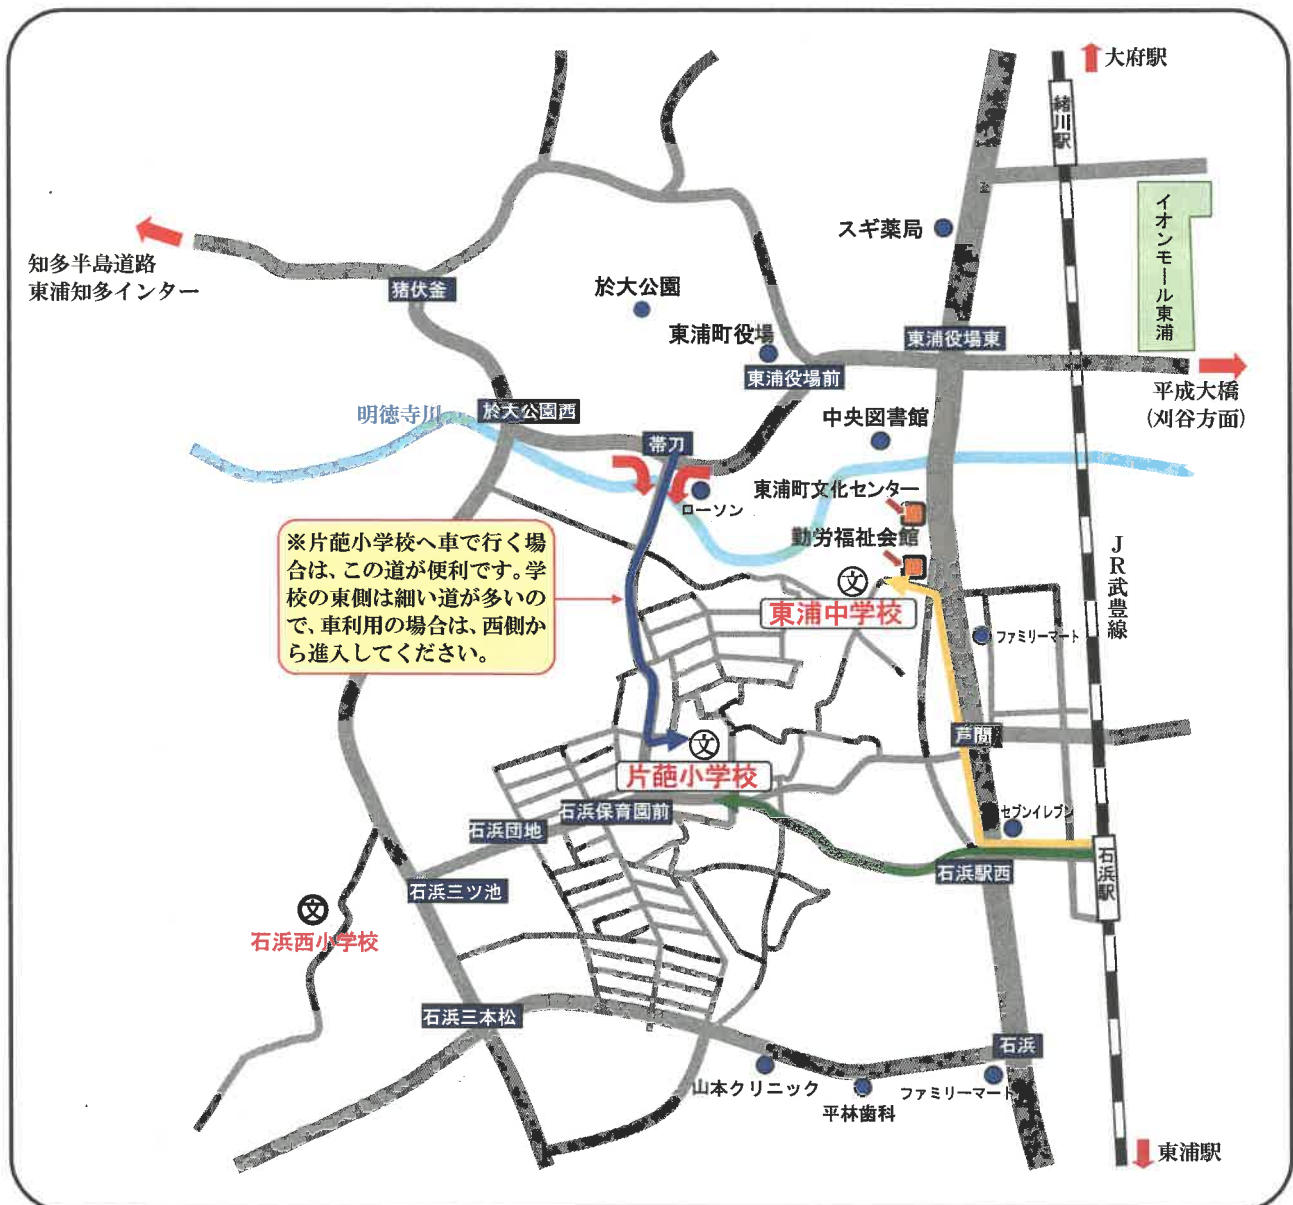 大府駅
緒川駅
イオンモール東浦
スギ薬局
知多半島道路
東浦知多インター
猪伏釜
於大公園
東浦町役場
東浦役場東
東浦役場前
平成大橋
(刈谷方面)
明徳寺川
於大公園西
中央図書館
帯刀
東浦町文化センター
ローソン
勤労福祉会館
JR武豊線
※片葩小学校へ車で行く場
合は、この道が便利です。学
校の東側は細い道が多いの
で、車利用の場合は、西側か
ら進入してください。
文
東浦中学校
ファミリーマート
芦間
文
片葩小学校
石浜保育園前
石浜団地
セブンイレブン
石浜駅西
石浜駅
石浜三ツ池
文
石浜西小学校
石浜三本松
石浜
山本クリニック
平林歯科
ファミリーマート
東浦駅